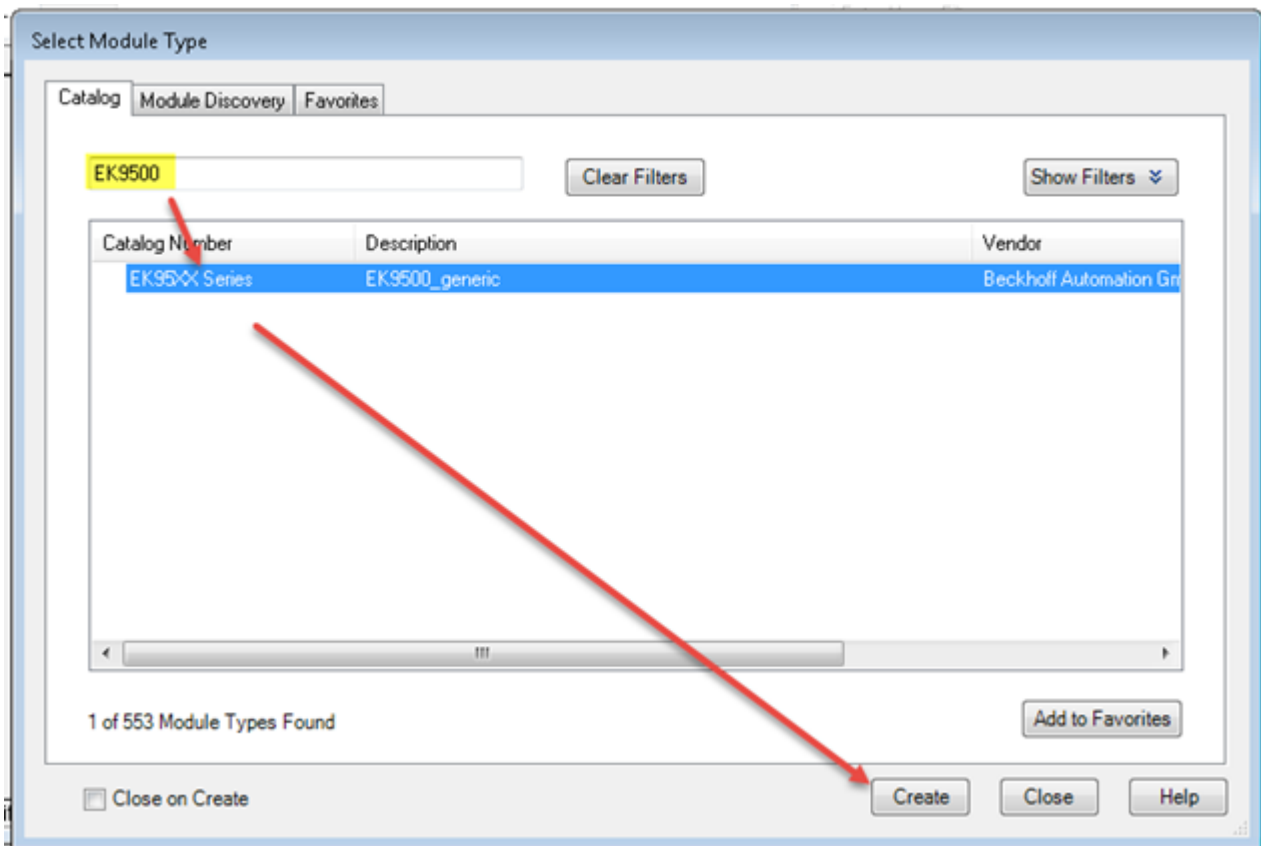 Select Module Type
Catalog Module Discovery Favorites
EK9500 Clear Filters Show Filters
Catalog Number Description Vendor
EK95XX Series EK9500_generic Beckhoff Automation Gm
1 of 553 Module Types Found Add to Favorites
Close on Create Create Close Help